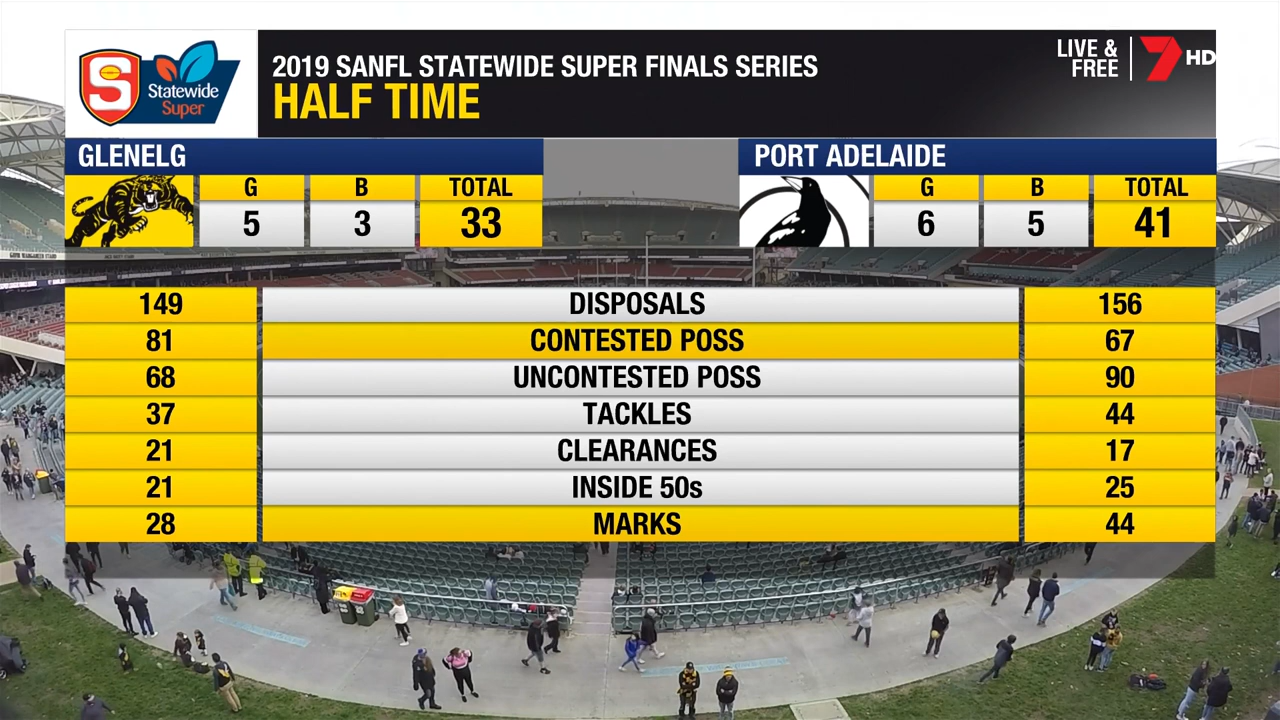 S
Statewide
Super
2019 SANFL STATEWIDE SUPER FINALS SERIES
HALF TIME
LIVE &
FREE
7HD
GLENELG
G B TOTAL
5 3 33
PORT ADELAIDE
G B TOTAL
6 5 41
149 DISPOSALS 156
81 CONTESTED POSS 67
68 UNCONTESTED POSS 90
37 TACKLES 44
21 CLEARANCES 17
21 INSIDE 50s 25
28 MARKS 44